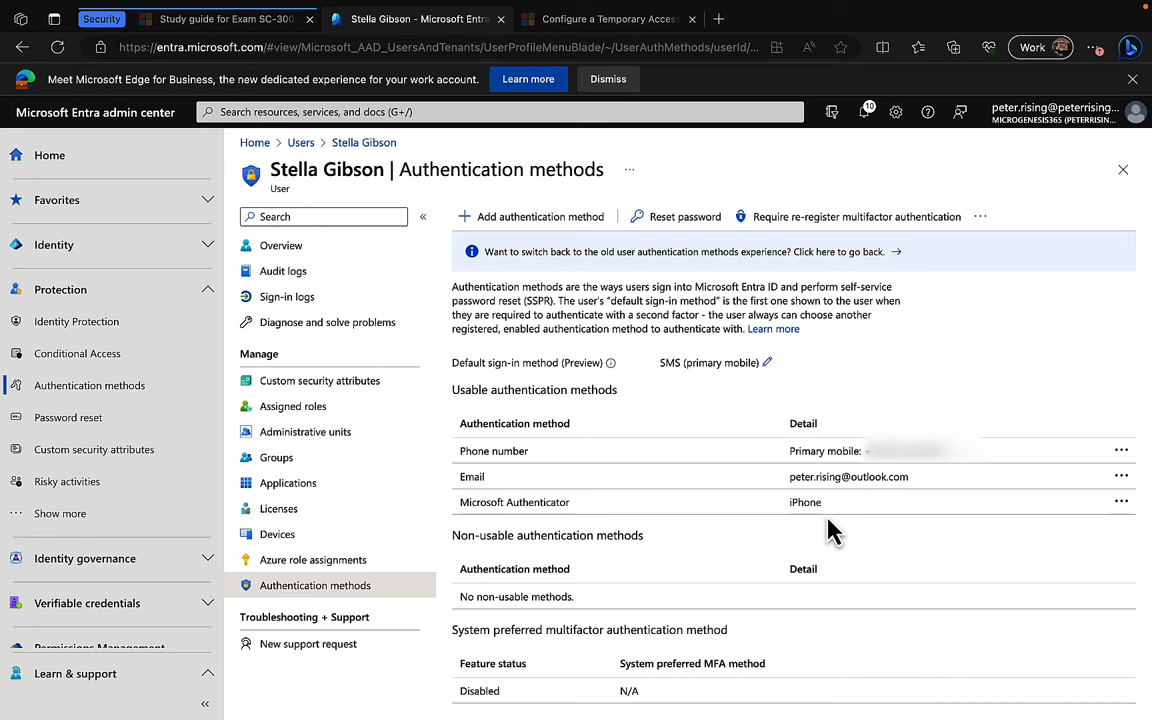 Security
Study guide for Exam SC-300:
Stella Gibson - Microsoft Entra
Configure a Temporary Access
https://entra.microsoft.com/#view/Microsoft_AAD_UsersAndTenants/UserProfileMenuBlade/~/UserAuthMethods/userId/...
Work
Meet Microsoft Edge for Business, the new dedicated experience for your work account.
Learn more
Dismiss
Microsoft Entra admin center
Search resources, services, and docs (G+/)
10
peter.rising@peterrising...
MICROGENESIS365 (PETERRISIN...
Home
Favorites
Identity
Protection
Identity Protection
Conditional Access
Authentication methods
Password reset
Custom security attributes
Risky activities
Show more
Identity governance
Verifiable credentials
Permissions Management
Learn & support
Home > Users > Stella Gibson
Stella Gibson | Authentication methods
User
Search
Overview
Audit logs
Sign-in logs
Diagnose and solve problems
Manage
Custom security attributes
Assigned roles
Administrative units
Groups
Applications
Licenses
Devices
Azure role assignments
Authentication methods
Troubleshooting + Support
New support request
Add authentication method
Reset password
Require re-register multifactor authentication
Want to switch back to the old user authentication methods experience? Click here to go back. →
Authentication methods are the ways users sign into Microsoft Entra ID and perform self-service
password reset (SSPR). The user's "default sign-in method" is the first one shown to the user when
they are required to authenticate with a second factor - the user always can choose another
registered, enabled authentication method to authenticate with. Learn more
Default sign-in method (Preview) SMS (primary mobile)
Usable authentication methods
Authentication method Detail
Phone number Primary mobile:
Email peter.rising@outlook.com
Microsoft Authenticator iPhone
Non-usable authentication methods
Authentication method Detail
No non-usable methods.
System preferred multifactor authentication method
Feature status System preferred MFA method
Disabled N/A